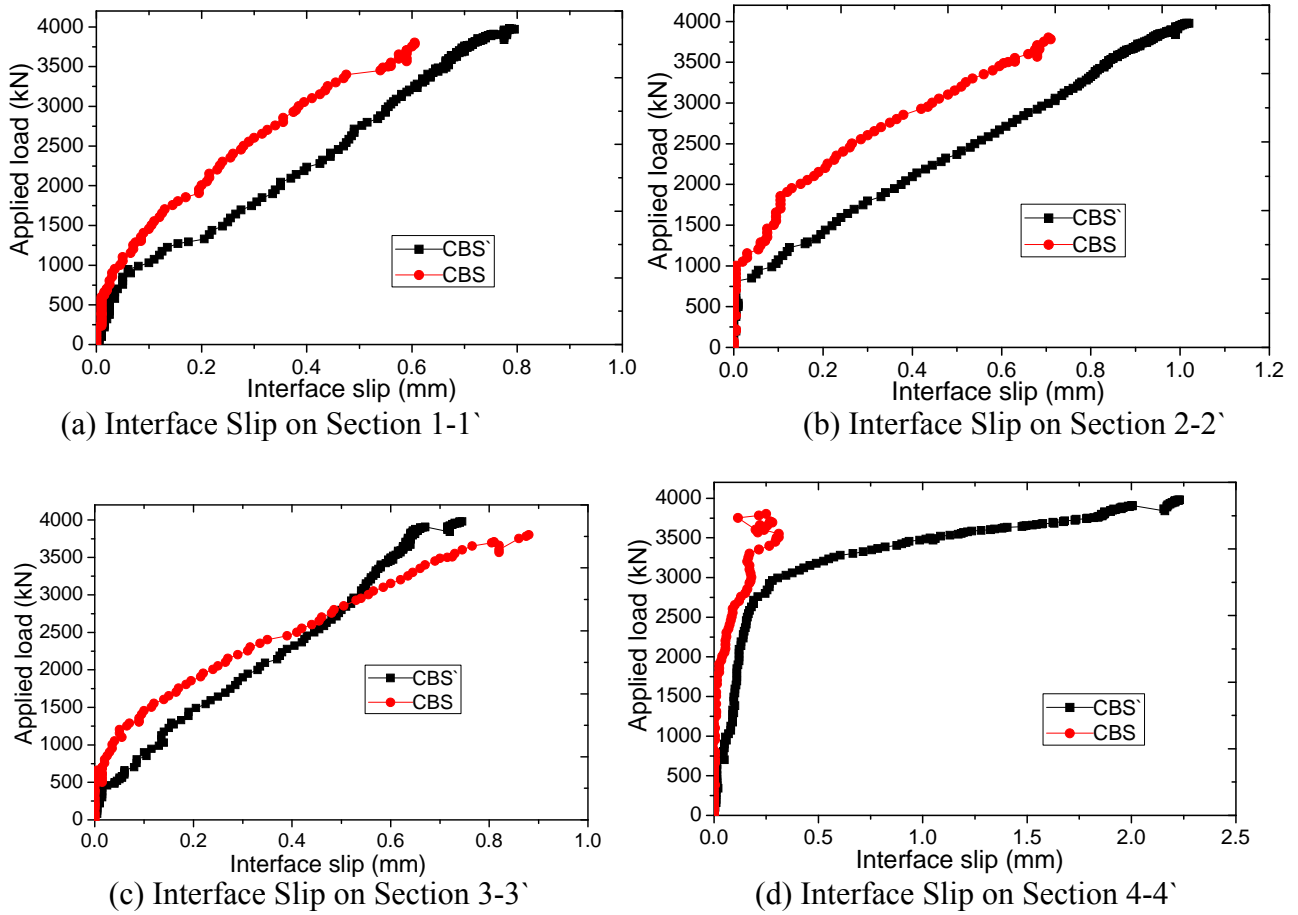 4000
3500
3000
2500
2000
1500
1000
500
0
Applied load (kN)
CBS`
CBS
0.0 0.2 0.4 0.6 0.8 1.0
Interface slip (mm)
(a) Interface Slip on Section 1-1`
4000
3500
3000
2500
2000
1500
1000
500
0
Applied load (kN)
CBS`
CBS
0.0 0.2 0.4 0.6 0.8 1.0 1.2
Interface slip (mm)
(b) Interface Slip on Section 2-2`
4000
3500
3000
2500
2000
1500
1000
500
0
Applied load (kN)
CBS`
CBS
0.0 0.2 0.4 0.6 0.8 1.0
Interface slip (mm)
(c) Interface Slip on Section 3-3`
4000
3500
3000
2500
2000
1500
1000
500
0
Applied load (kN)
CBS`
CBS
0.0 0.5 1.0 1.5 2.0 2.5
Interface slip (mm)
(d) Interface Slip on Section 4-4`